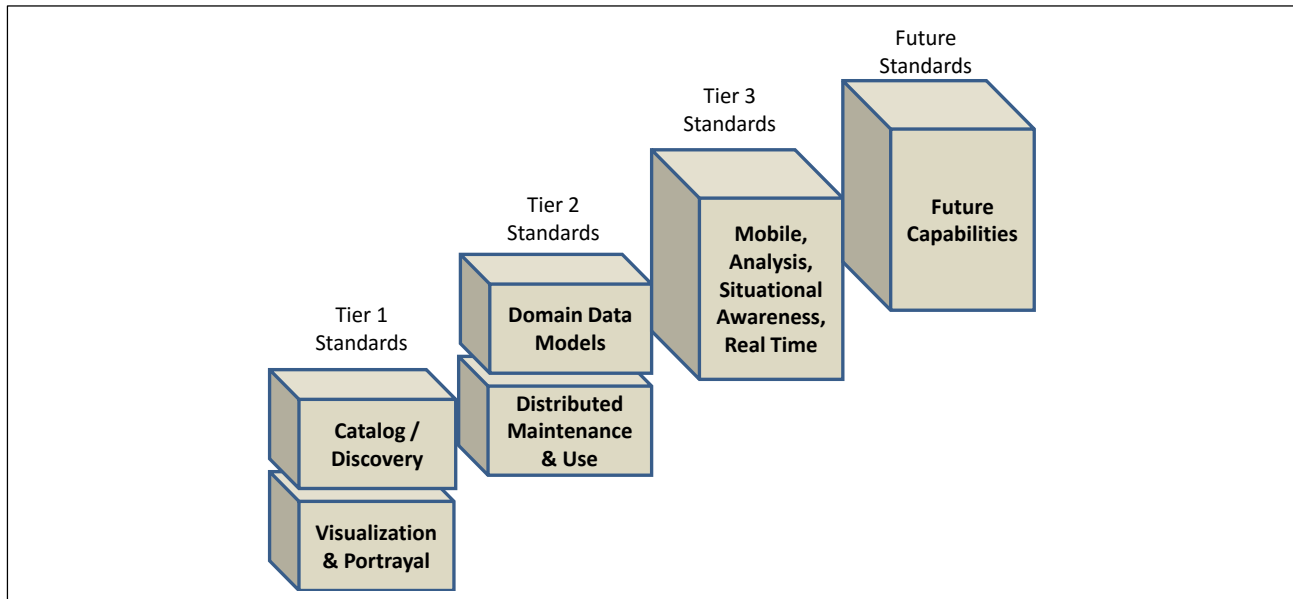 Tier 1
Standards
Catalog /
Discovery
Visualization
& Portrayal
Tier 2
Standards
Domain Data
Models
Distributed
Maintenance
& Use
Tier 3
Standards
Mobile,
Analysis,
Situational
Awareness,
Real Time
Future
Standards
Future
Capabilities